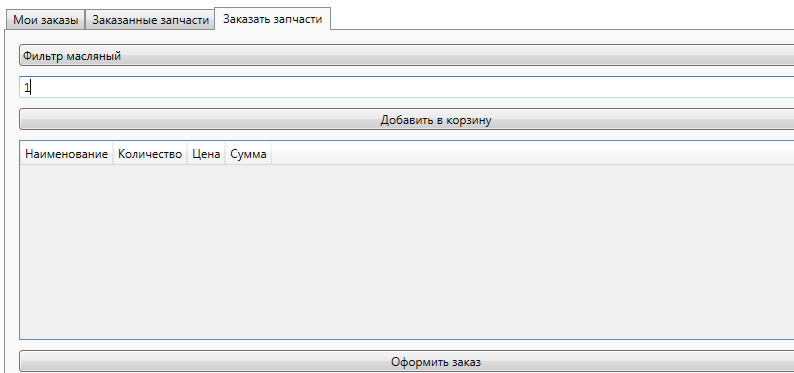 Мои заказы Заказанные запчасти Заказать запчасти
Фильтр масляный
1
Добавить в корзину
Наименование Количество Цена Сумма
Оформить заказ